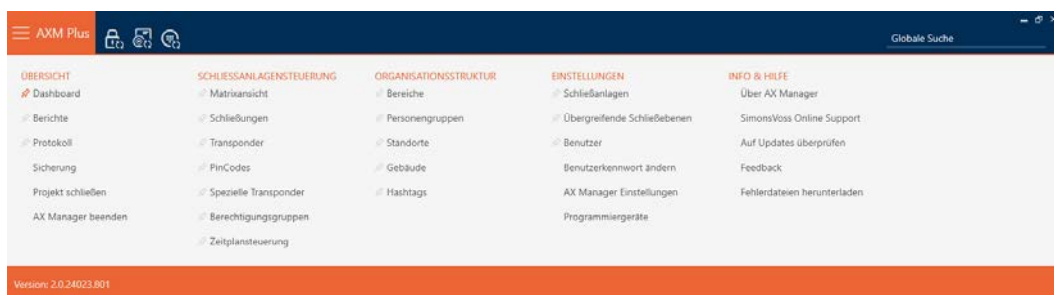 AXM Plus
Globale Suche
ÜBERSICHT
Dashboard
Berichte
Protokoll
Sicherung
Projekt schließen
AX Manager beenden
SCHLIESSANLAGENSTEUERUNG
Matrixansicht
Schließungen
Transponder
PinCodes
Spezielle Transponder
Berechtigungsgruppen
Zeitplansteuerung
ORGANISATIONSSTRUKTUR
Bereiche
Personengruppen
Standorte
Gebäude
Hashtags
EINSTELLUNGEN
Schließanlagen
Übergreifende Schließebenen
Benutzer
Benutzerkennwort ändern
AX Manager Einstellungen
Programmiergeräte
INFO & HILFE
Über AX Manager
SimonsVoss Online Support
Auf Updates überprüfen
Feedback
Fehlerdateien herunterladen
Version: 2.0.24023.801